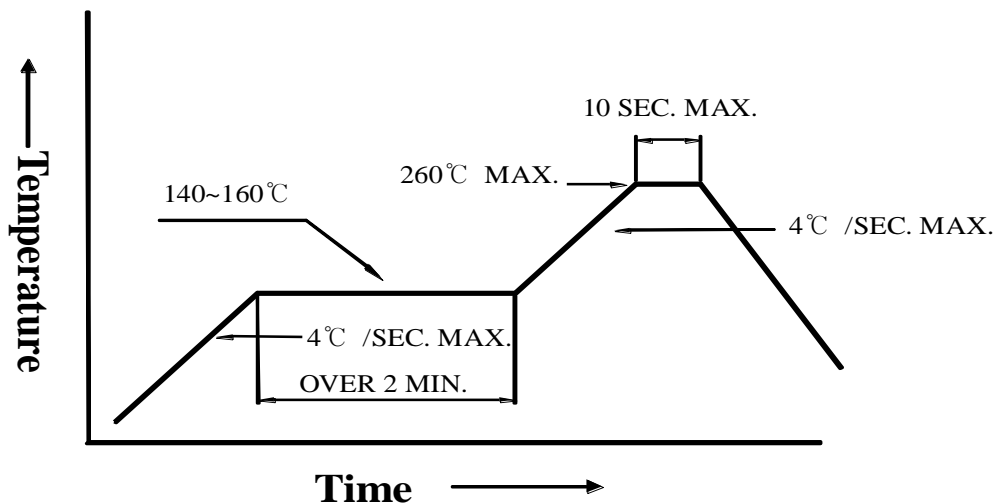 10 SEC. MAX.
260℃ MAX.
140~160℃
4℃ /SEC. MAX.
4℃ /SEC. MAX.
OVER 2 MIN.
Temperature
Time